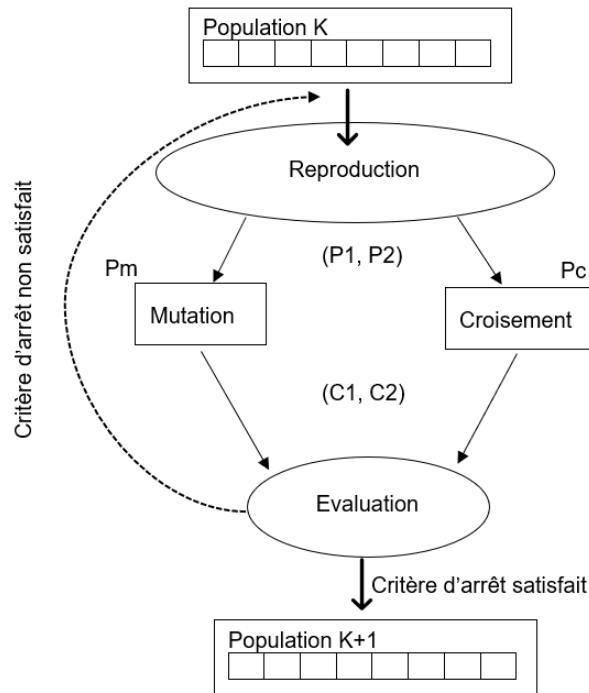 Population K
Reproduction
(P1, P2)
Pm
Pc
Mutation
Croisement
(C1, C2)
Critère d'arrêt non satisfait
Evaluation
Critère d'arrêt satisfait
Population K+1